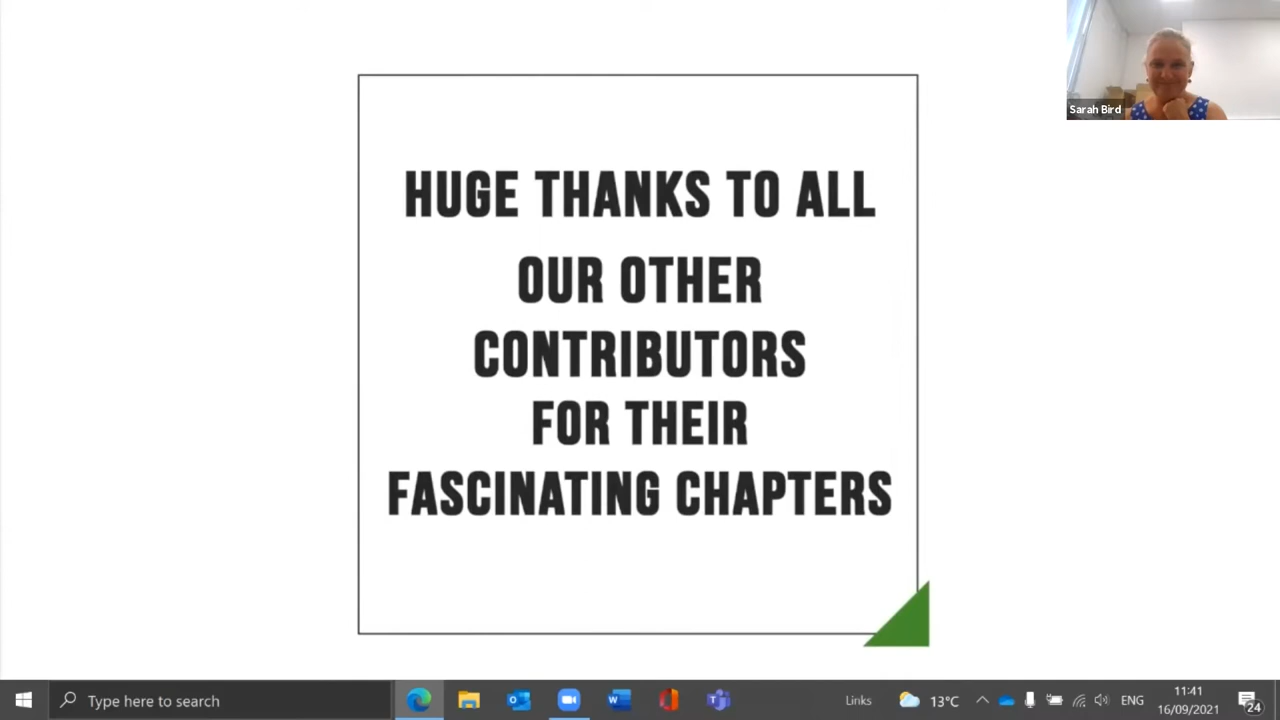 Sarah Bird
HUGE THANKS TO ALL
OUR OTHER
CONTRIBUTORS
FOR THEIR
FASCINATING CHAPTERS
Type here to search
Links
13°C
ENG
11:41
16/09/2021
24